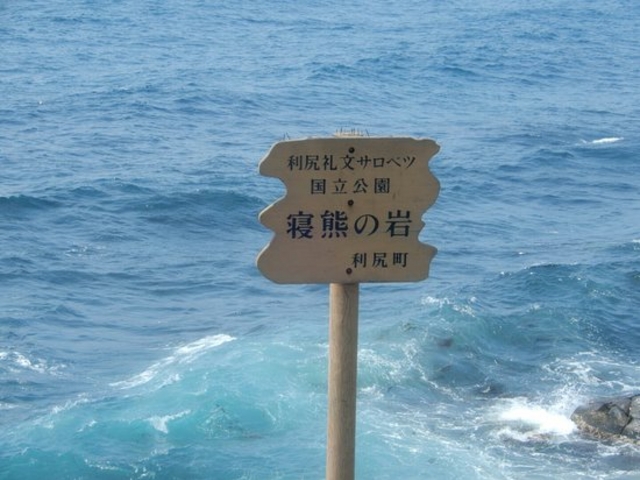 利尻礼文サロベツ
国立公園
寝熊の岩
利尻町